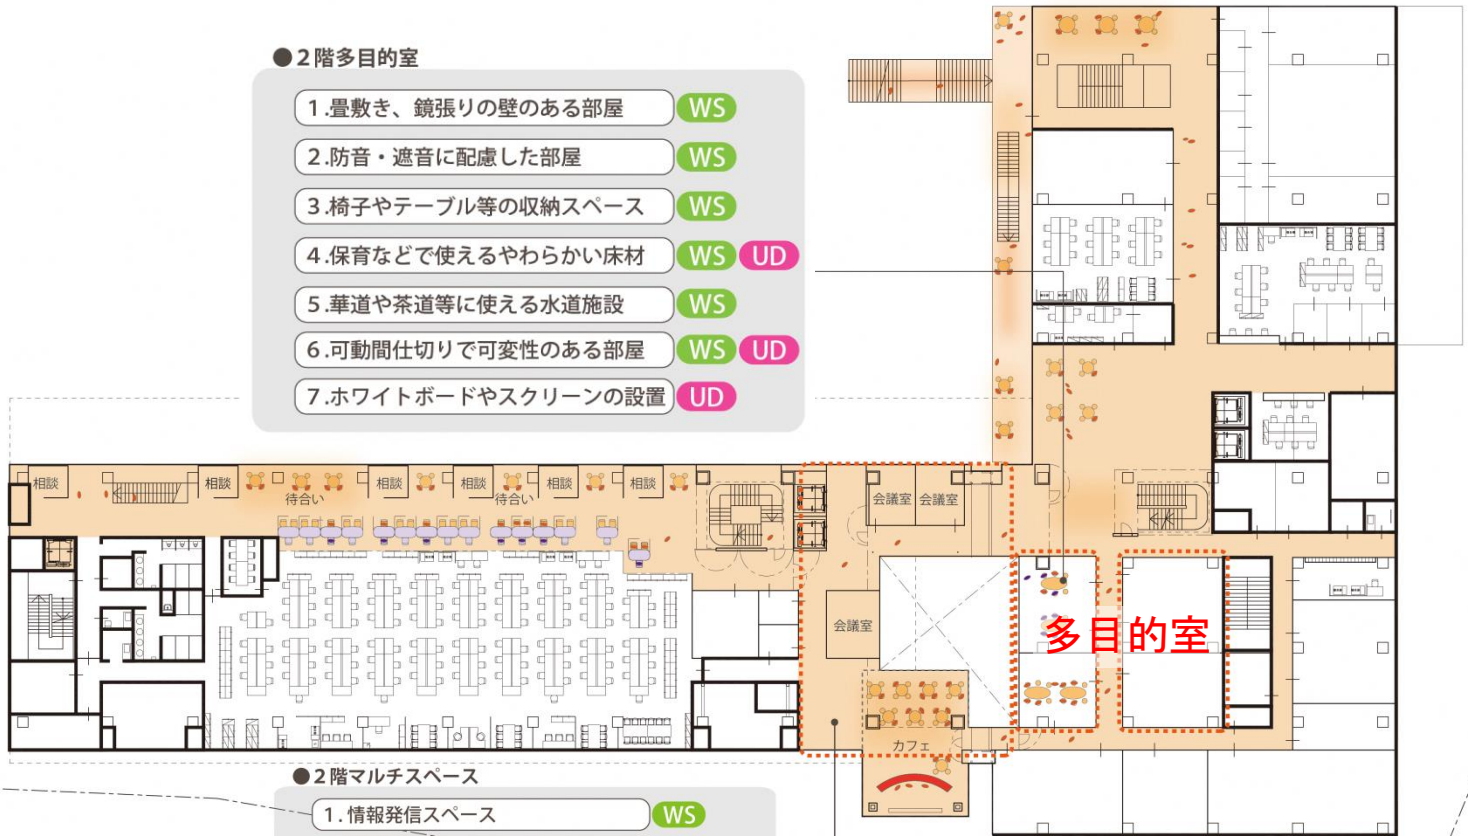 ●2階多目的室
1.畳敷き、鏡張りの壁のある部屋 WS
2.防音・遮音に配慮した部屋 WS
3.椅子やテーブル等の収納スペース WS
4.保育などで使えるやわらかい床材 WS UD
5.華道や茶道等に使える水道施設 WS
6.可動間仕切りで可変性のある部屋 WS UD
7.ホワイトボードやスクリーンの設置 UD
相談 相談 相談 相談 相談 相談
待合い 待合い
会議室 会議室
会議室
多目的室
カフェ
●2階マルチスペース
1.情報発信スペース WS